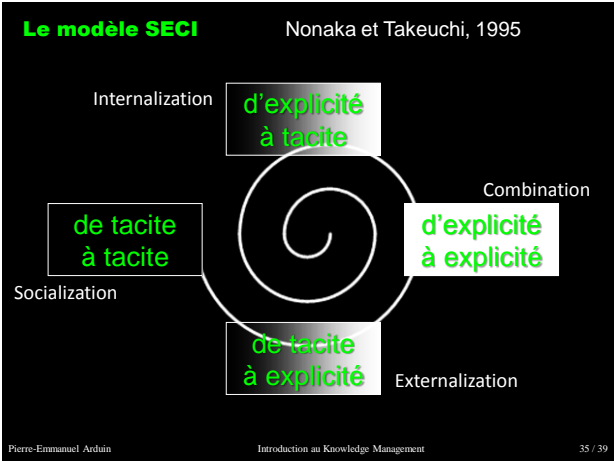 Le modèle SECI
Nonaka et Takeuchi, 1995
Internalization
d’explicité
à tacite
Combination
de tacite
à tacite
d’explicité
à explicité
Socialization
de tacite
à explicité
Externalization
Pierre-Emmanuel Arduin
Introduction au Knowledge Management
35 / 39